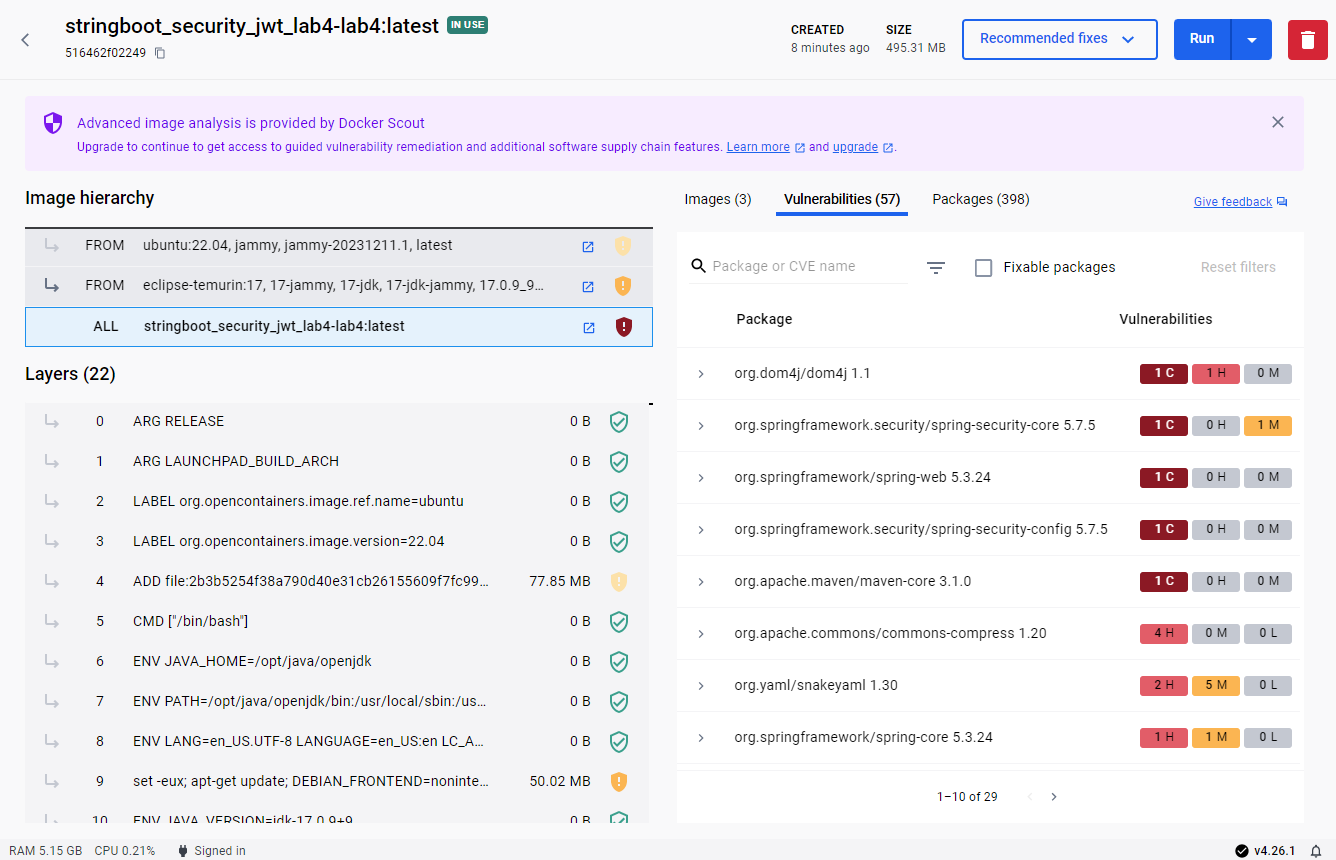 stringboot_security_jwt_lab4-lab4:latest IN USE
516462f02249
CREATED
8 minutes ago
SIZE
495.31 MB
Recommended fixes
Run
Advanced image analysis is provided by Docker Scout
Upgrade to continue to get access to guided vulnerability remediation and additional software supply chain features. Learn more and upgrade .
Image hierarchy
FROM ubuntu:22.04, jammy, jammy-20231211.1, latest
FROM eclipse-temurin:17, 17-jammy, 17-jdk, 17-jdk-jammy, 17.0.9_9…
ALL stringboot_security_jwt_lab4-lab4:latest
Layers (22)
0 ARG RELEASE 0 B
1 ARG LAUNCHPAD_BUILD_ARCH 0 B
2 LABEL org.opencontainers.image.ref.name=ubuntu 0 B
3 LABEL org.opencontainers.image.version=22.04 0 B
4 ADD file:2b3b5254f38a790d40e31cb26155609f7fc99… 77.85 MB
5 CMD ["/bin/bash"] 0 B
6 ENV JAVA_HOME=/opt/java/openjdk 0 B
7 ENV PATH=/opt/java/openjdk/bin:/usr/local/sbin:/us… 0 B
8 ENV LANG=en_US.UTF-8 LANGUAGE=en_US:en LC_A… 0 B
9 set -eux; apt-get update; DEBIAN_FRONTEND=noninte… 50.02 MB
10 ENV JAVA_VERSION=jdk-17.0.9+9 0 B
Images (3) Vulnerabilities (57) Packages (398) Give feedback
Package or CVE name Fixable packages Reset filters
Package Vulnerabilities
org.dom4j/dom4j 1.1 1 C 1 H 0 M
org.springframework.security/spring-security-core 5.7.5 1 C 0 H 1 M
org.springframework/spring-web 5.3.24 1 C 0 H 0 M
org.springframework.security/spring-security-config 5.7.5 1 C 0 H 0 M
org.apache.maven/maven-core 3.1.0 1 C 0 H 0 M
org.apache.commons/commons-compress 1.20 4 H 0 M 0 L
org.yaml/snakeyaml 1.30 2 H 5 M 0 L
org.springframework/spring-core 5.3.24 1 H 1 M 0 L
1–10 of 29
RAM 5.15 GB CPU 0.21% Signed in v4.26.1